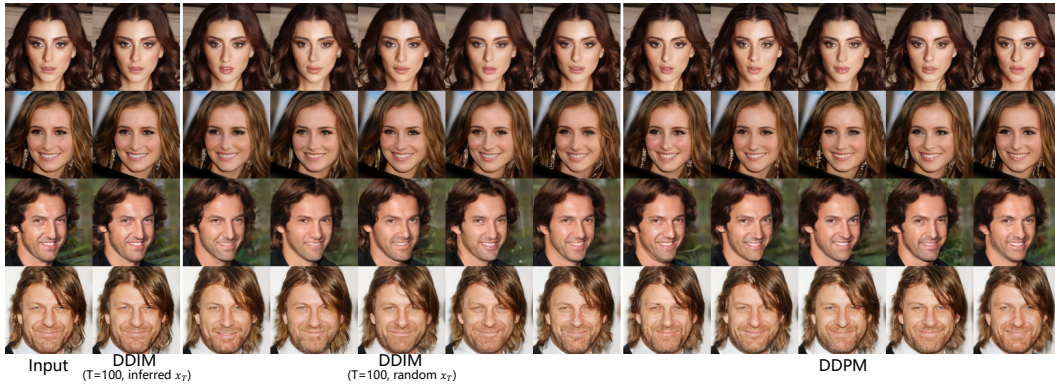 Input
DDIM
(T=100, inferred x_T)
DDIM
(T=100, random x_T)
DDPM